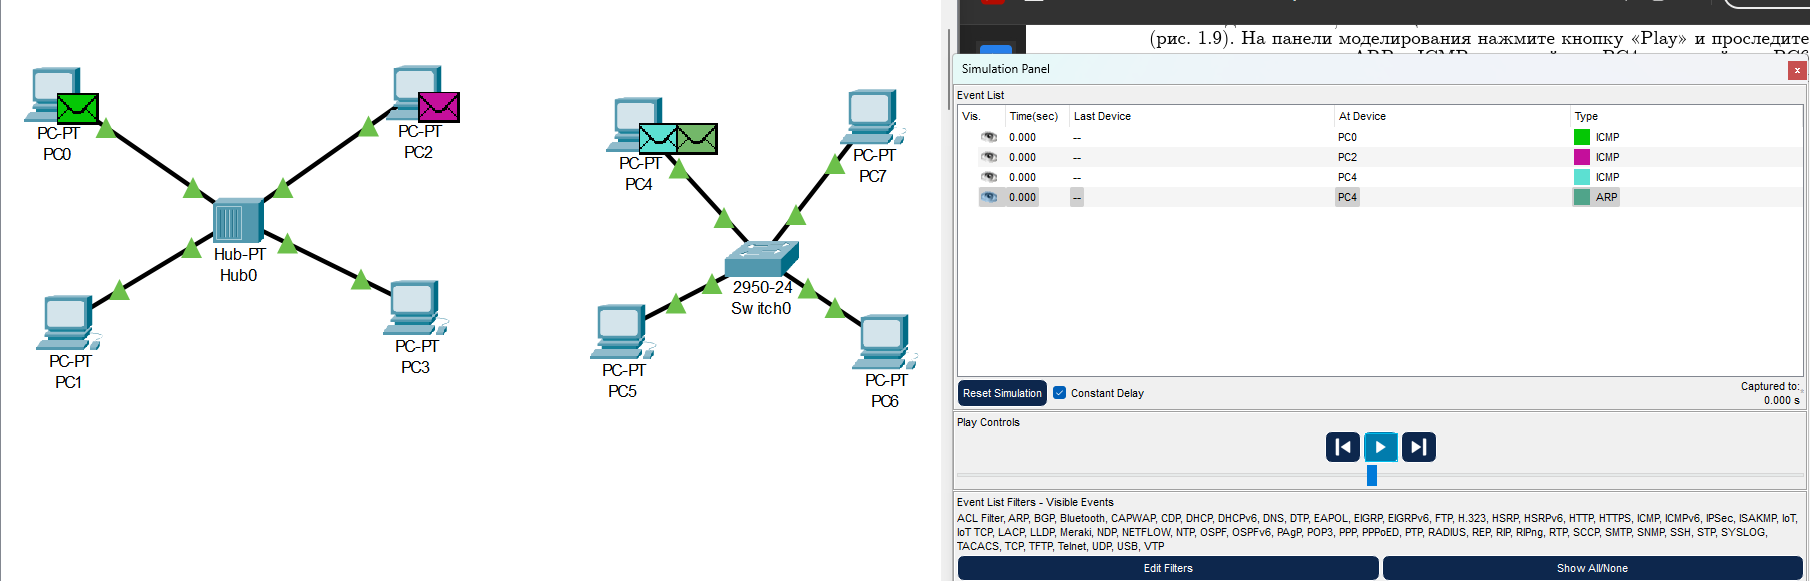 (рис. 1.9). На панели моделирования нажмите кнопку «Play» и проследите
Simulation Panel
x
Event List
Vis. Time(sec) Last Device At Device Type
0.000 -- PC0 ICMP
0.000 -- PC2 ICMP
0.000 -- PC4 ICMP
0.000 -- PC4 ARP
Reset Simulation Constant Delay
Captured to:
0.000 s
Play Controls
Event List Filters - Visible Events
ACL Filter, ARP, BGP, Bluetooth, CAPWAP, CDP, DHCP, DHCPv6, DNS, DTP, EAPOL, EIGRP, EIGRPv6, FTP, H.323, HSRP, HSRPv6, HTTP, HTTPS, ICMP, ICMPv6, IPSec, ISAKMP, IoT,
IoT TCP, LACP, LLDP, Meraki, NDP, NETFLOW, NTP, OSPF, OSPFv6, PAgP, POP3, PPP, PPPoED, PTP, RADIUS, REP, RIP, RIPng, RTP, SCCP, SMTP, SNMP, SSH, STP, SYSLOG,
TACACS, TCP, TFTP, Telnet, UDP, USB, VTP
Edit Filters Show All/None
PC-PT
PC0
PC-PT
PC2
Hub-PT
Hub0
PC-PT
PC1
PC-PT
PC3
PC-PT
PC4
PC-PT
PC7
2950-24
Switch0
PC-PT
PC5
PC-PT
PC6